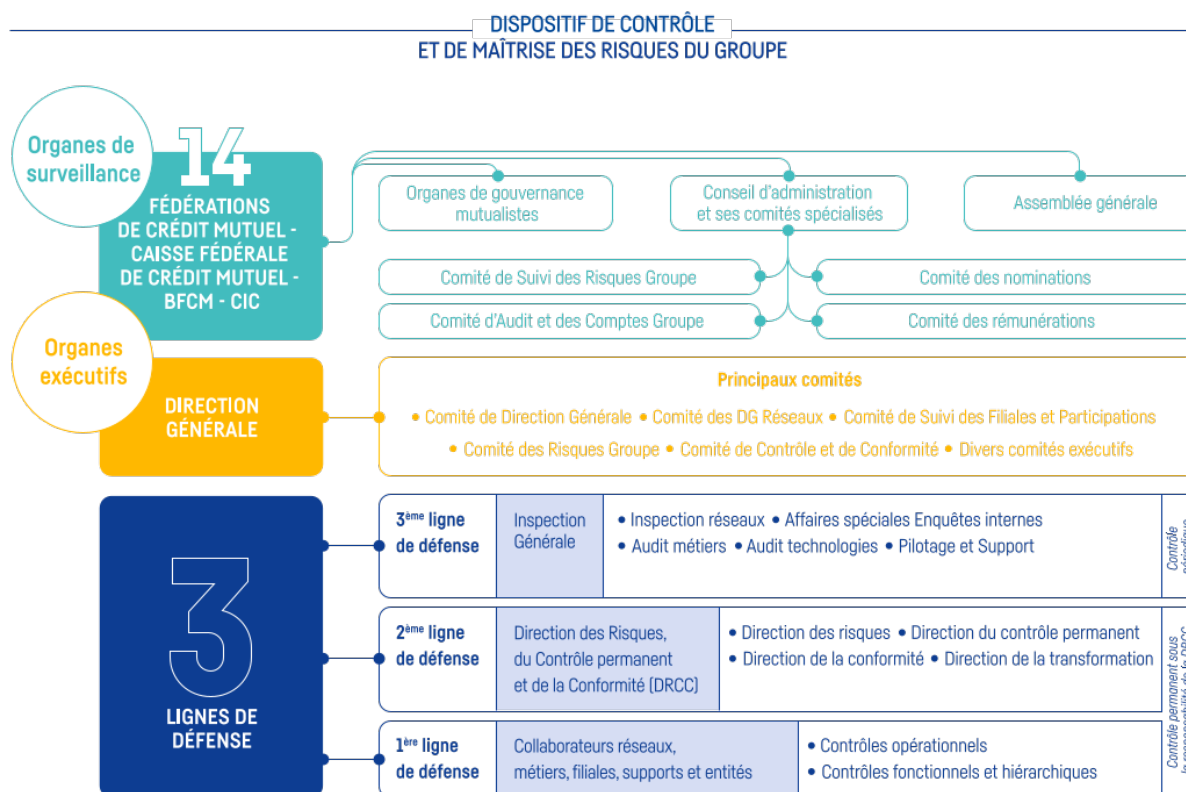 DISPOSITIF DE CONTRÔLE
ET DE MAÎTRISE DES RISQUES DU GROUPE
Organes de
surveillance
14
FÉDÉRATIONS
DE CRÉDIT MUTUEL -
CAISSE FÉDÉRALE
DE CRÉDIT MUTUEL -
BFCM - CIC
Organes de gouvernance
mutualistes
Conseil d'administration
et ses comités spécialisés
Assemblée générale
Comité de Suivi des Risques Groupe
Comité des nominations
Comité d'Audit et des Comptes Groupe
Comité des rémunérations
Organes
exécutifs
DIRECTION
GÉNÉRALE
Principaux comités
• Comité de Direction Générale • Comité des DG Réseaux • Comité de Suivi des Filiales et Participations
• Comité des Risques Groupe • Comité de Contrôle et de Conformité • Divers comités exécutifs
3
LIGNES DE
DÉFENSE
3ème ligne
de défense
Inspection
Générale
• Inspection réseaux • Affaires spéciales Enquêtes internes
• Audit métiers • Audit technologies • Pilotage et Support
Contrôle
périodique
2ème ligne
de défense
Direction des Risques,
du Contrôle permanent
et de la Conformité (DRCC)
• Direction des risques • Direction du contrôle permanent
• Direction de la conformité • Direction de la transformation
1ère ligne
de défense
Collaborateurs réseaux,
métiers, filiales, supports et entités
• Contrôles opérationnels
• Contrôles fonctionnels et hiérarchiques
Contrôle permanent sous
la responsabilité de la DRCC